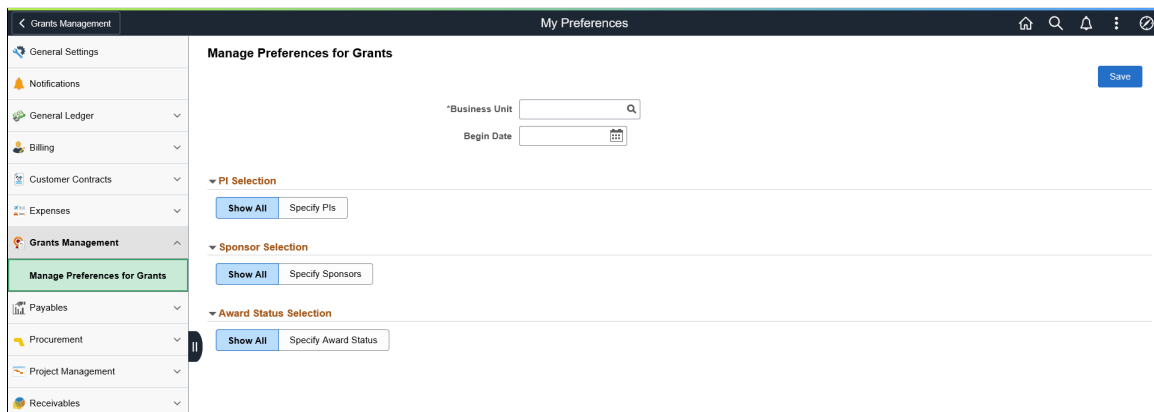 Grants Management
My Preferences
General Settings
Notifications
General Ledger
Billing
Customer Contracts
Expenses
Grants Management
Manage Preferences for Grants
Payables
Procurement
Project Management
Receivables
Manage Preferences for Grants
Save
*Business Unit
Begin Date
PI Selection
Show All Specify PIs
Sponsor Selection
Show All Specify Sponsors
Award Status Selection
Show All Specify Award Status